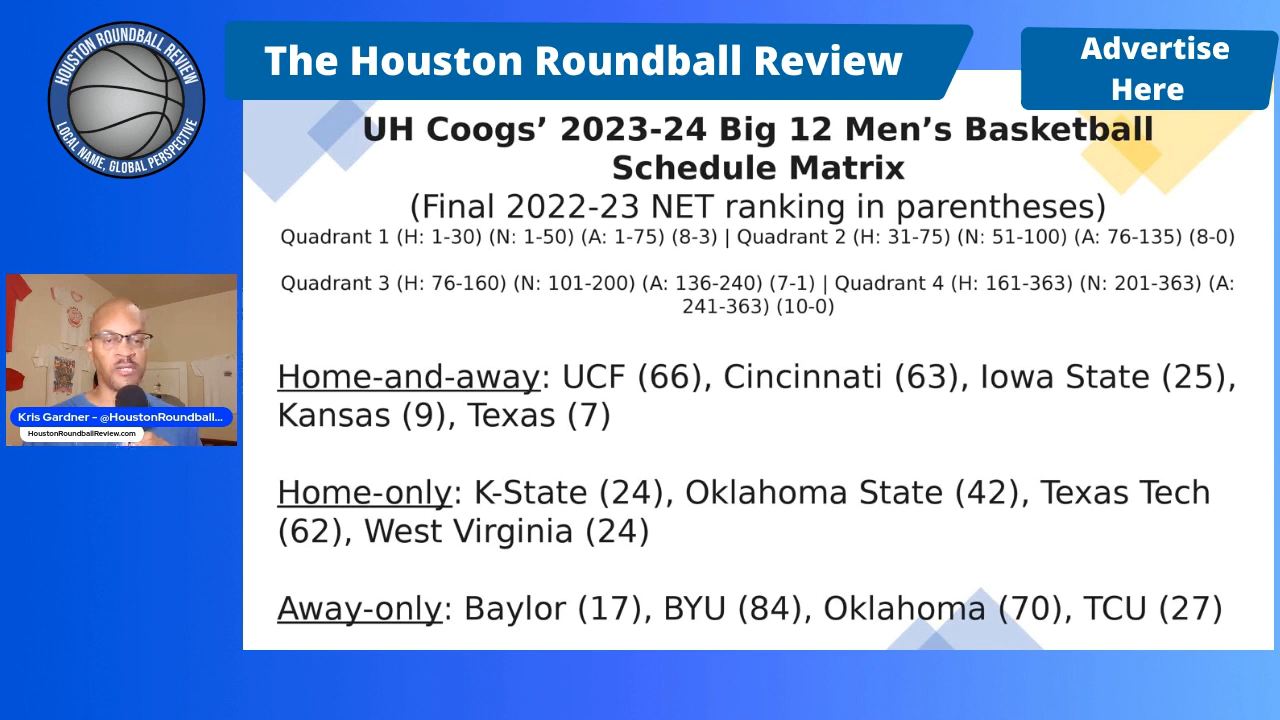 HOUSTON ROUNDBALL REVIEW
LOCAL NAME, GLOBAL PERSPECTIVE
The Houston Roundball Review
Advertise
Here
UH Coogs’ 2023-24 Big 12 Men’s Basketball
Schedule Matrix
(Final 2022-23 NET ranking in parentheses)
Quadrant 1 (H: 1-30) (N: 1-50) (A: 1-75) (8-3) | Quadrant 2 (H: 31-75) (N: 51-100) (A: 76-135) (8-0)
Quadrant 3 (H: 76-160) (N: 101-200) (A: 136-240) (7-1) | Quadrant 4 (H: 161-363) (N: 201-363) (A:
241-363) (10-0)
Home-and-away: UCF (66), Cincinnati (63), Iowa State (25),
Kansas (9), Texas (7)
Home-only: K-State (24), Oklahoma State (42), Texas Tech
(62), West Virginia (24)
Away-only: Baylor (17), BYU (84), Oklahoma (70), TCU (27)
Kris Gardner – @HoustonRoundball...
HoustonRoundballReview.com